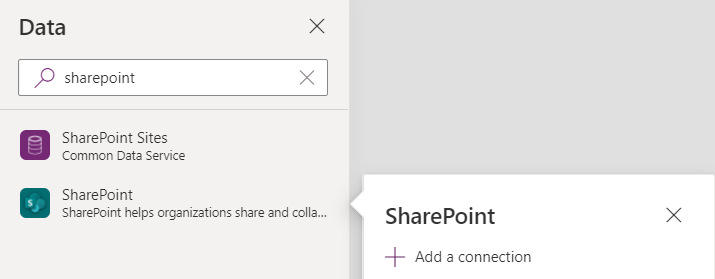 Data
sharepoint
SharePoint Sites
Common Data Service
SharePoint
SharePoint helps organizations share and colla...
SharePoint
Add a connection